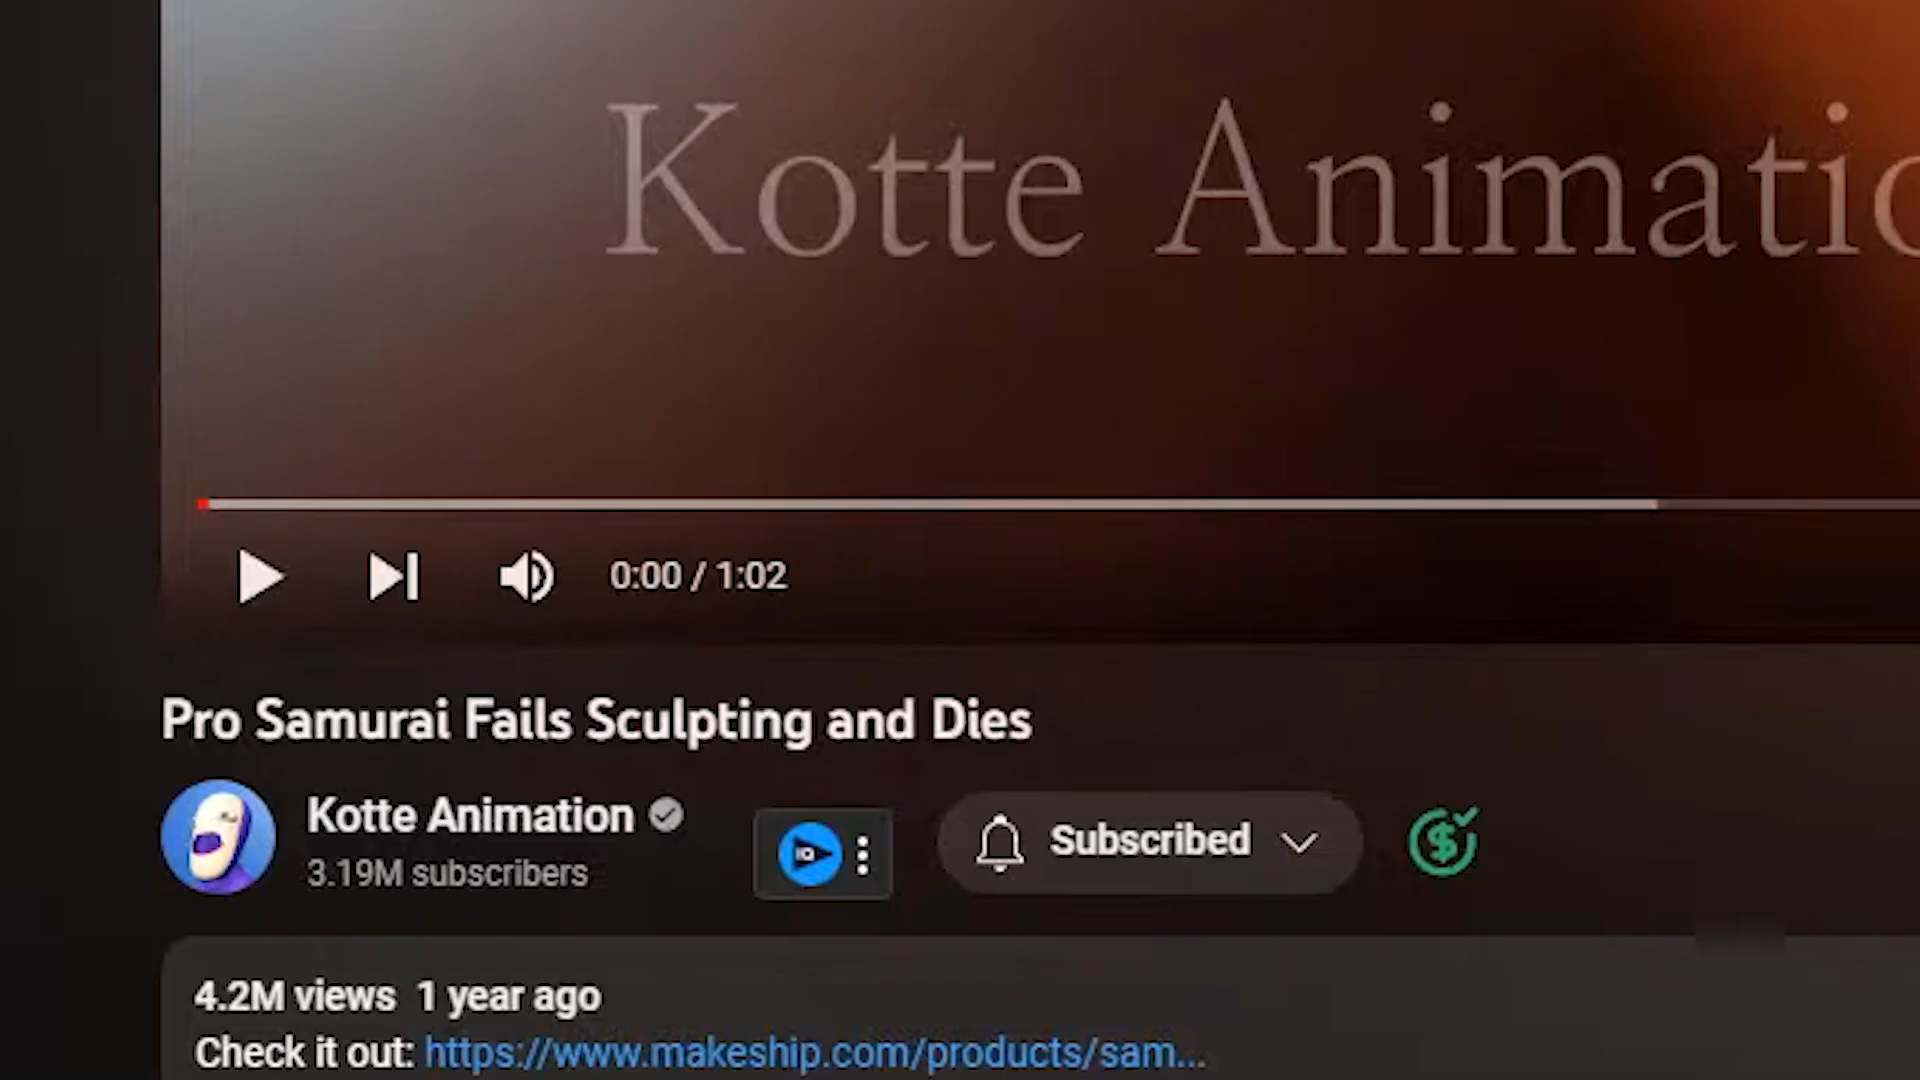 Kotte Animatio
0:00 / 1:02
Pro Samurai Fails Sculpting and Dies
Kotte Animation
3.19M subscribers
IQ
Subscribed
$
4.2M views 1 year ago
Check it out: https://www.makeship.com/products/sam...